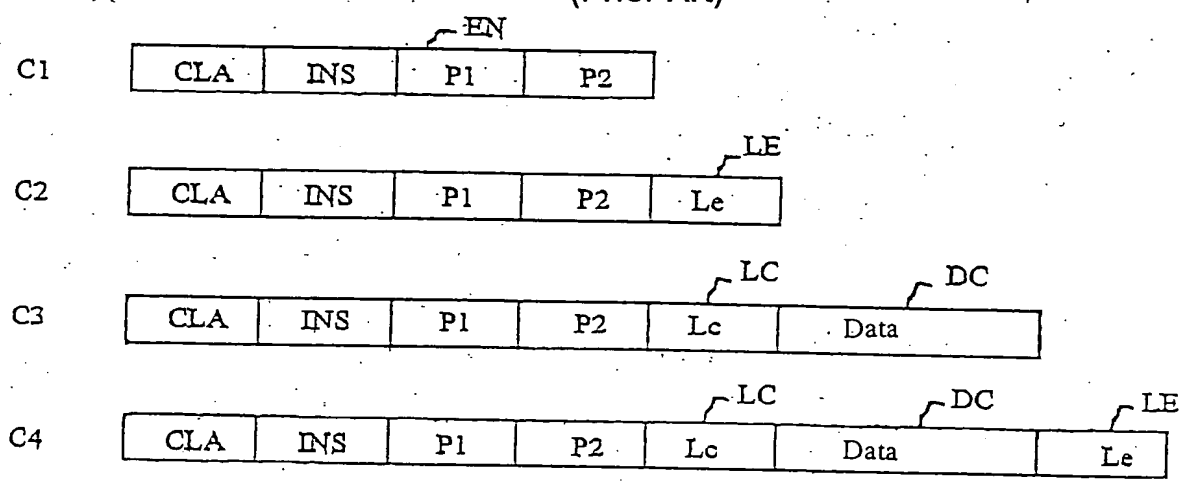 (Prior Art)
EN
C1 CLA INS P1 P2
LE
C2 CLA INS P1 P2 Le
LC DC
C3 CLA INS P1 P2 Lc Data
LC DC LE
C4 CLA INS P1 P2 Lc Data Le